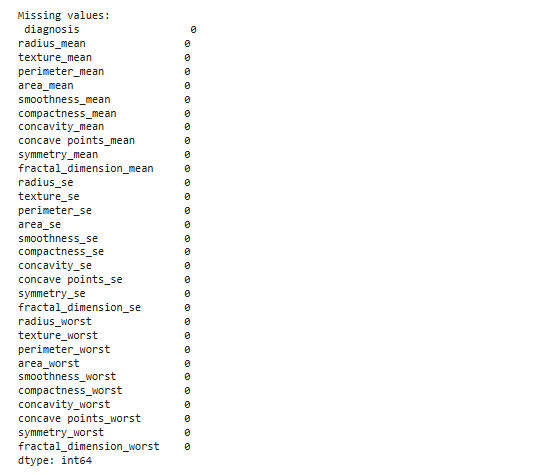 Missing values:
 diagnosis                  0
radius_mean                0
texture_mean               0
perimeter_mean             0
area_mean                  0
smoothness_mean            0
compactness_mean           0
concavity_mean             0
concave points_mean        0
symmetry_mean              0
fractal_dimension_mean     0
radius_se                  0
texture_se                 0
perimeter_se               0
area_se                    0
smoothness_se              0
compactness_se             0
concavity_se               0
concave points_se          0
symmetry_se                0
fractal_dimension_se       0
radius_worst               0
texture_worst              0
perimeter_worst            0
area_worst                 0
smoothness_worst           0
compactness_worst          0
concavity_worst            0
concave points_worst       0
symmetry_worst             0
fractal_dimension_worst    0
dtype: int64